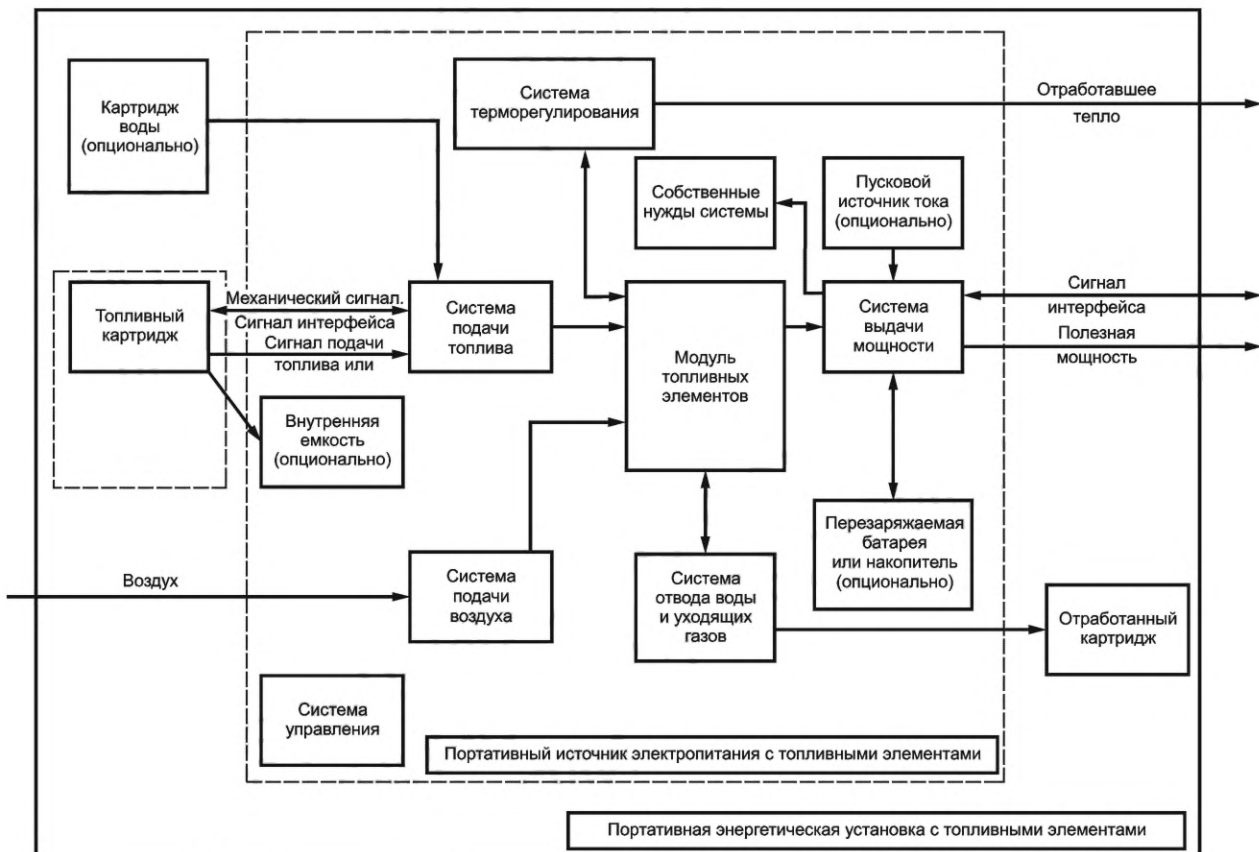 Картридж
воды
(опционально)
Система
терморегулирования
Отработавшее
тепло
Собственные
нужды системы
Пусковой
источник тока
(опционально)
Топливный
картридж
Механический сигнал.
Сигнал интерфейса
Сигнал подачи
топлива или
Система
подачи
топлива
Модуль
топливных
элементов
Система
выдачи
мощности
Сигнал
интерфейса
Полезная
мощность
Внутренняя
емкость
(опционально)
Воздух
Система
подачи
воздуха
Система
отвода воды
и уходящих
газов
Перезаряжаемая
батарея
или накопитель
(опционально)
Отработанный
картридж
Система
управления
Портативный источник электропитания с топливными элементами
Портативная энергетическая установка с топливными элементами